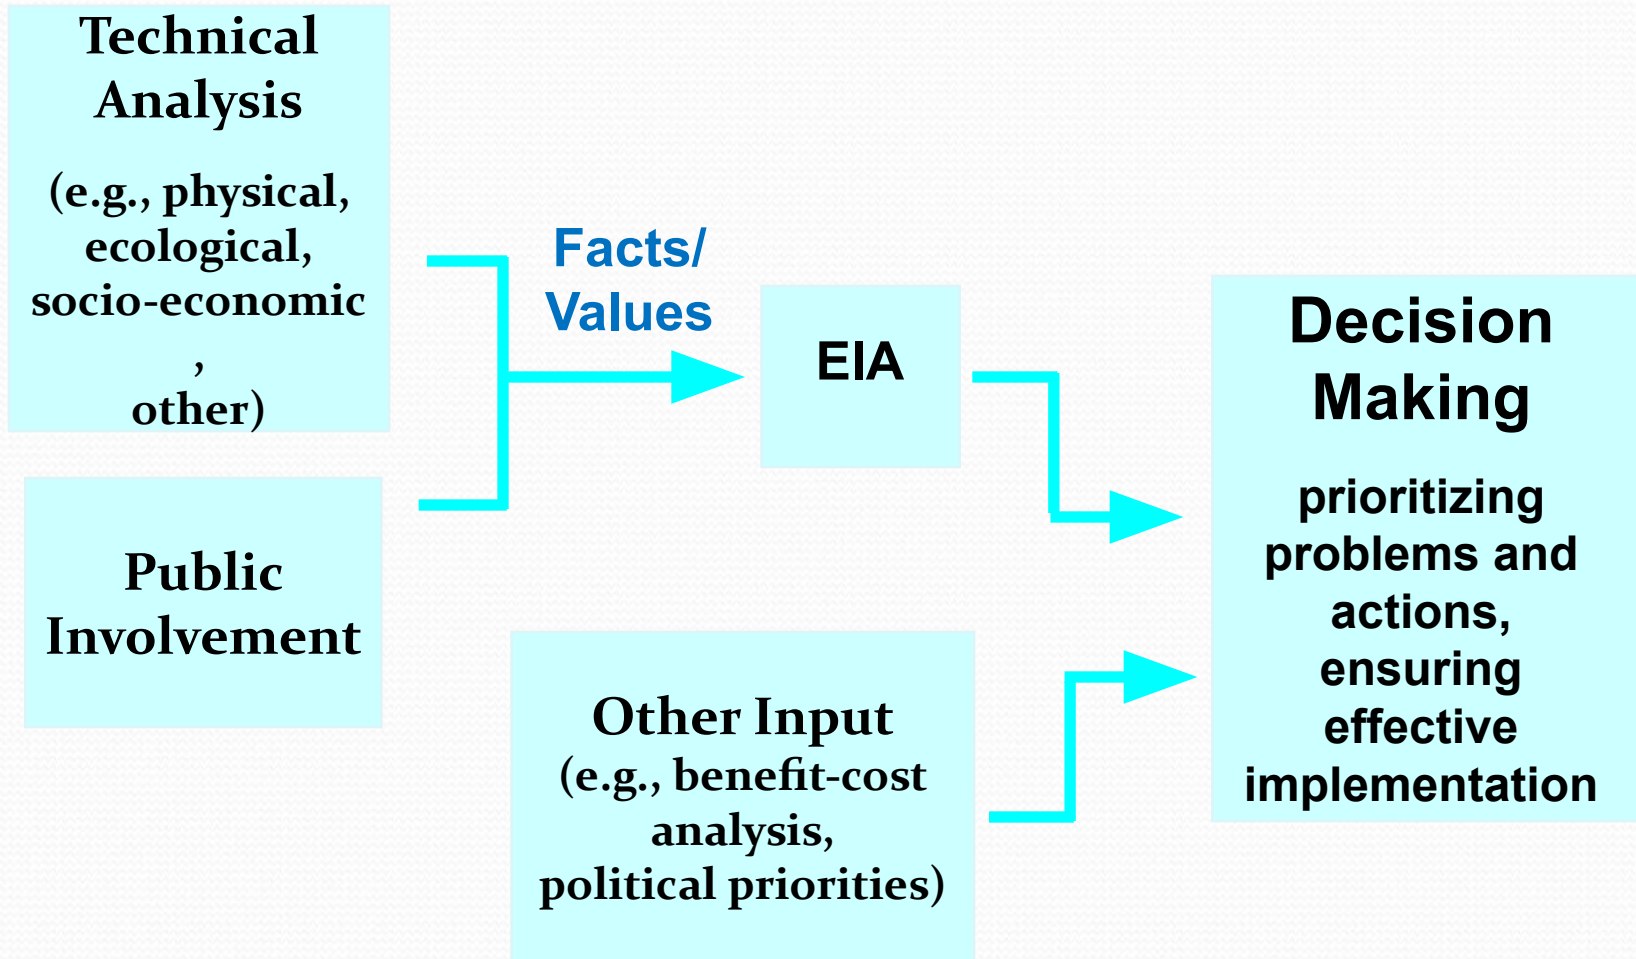 Technical
Analysis
(e.g., physical,
ecological,
socio-economic
,
other)
Public
Involvement
Facts/
Values
EIA
Other Input
(e.g., benefit-cost
analysis,
political priorities)
Decision
Making
prioritizing
problems and
actions,
ensuring
effective
implementation